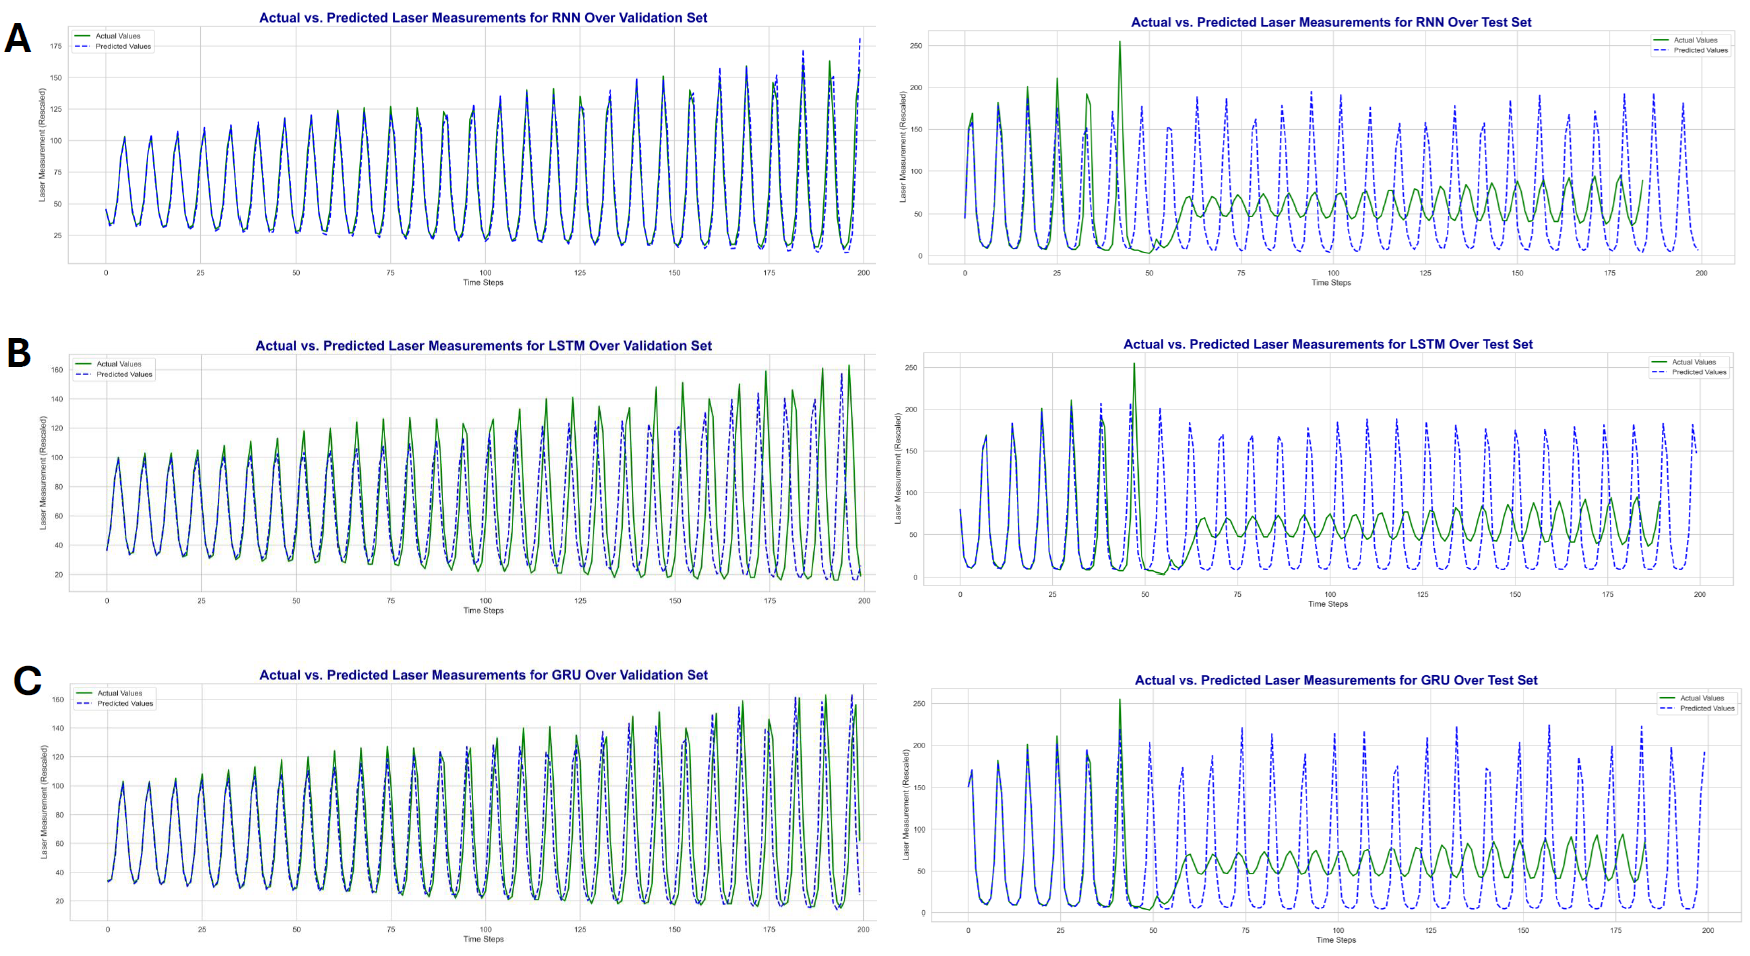 A
Actual vs. Predicted Laser Measurements for RNN Over Validation Set
Actual Values
Predicted Values
Laser Measurement (Rescaled)
175
150
125
100
75
50
25
0 25 50 75 100 125 150 175 200
Time Steps
Actual vs. Predicted Laser Measurements for RNN Over Test Set
Actual Values
Predicted Values
Laser Measurement (Rescaled)
250
200
150
100
50
0
0 25 50 75 100 125 150 175 200
Time Steps
B
Actual vs. Predicted Laser Measurements for LSTM Over Validation Set
Actual Values
Predicted Values
Laser Measurement (Rescaled)
160
140
120
100
80
60
40
20
0 25 50 75 100 125 150 175 200
Time Steps
Actual vs. Predicted Laser Measurements for LSTM Over Test Set
Actual Values
Predicted Values
Laser Measurement (Rescaled)
250
200
150
100
50
0
0 25 50 75 100 125 150 175 200
Time Steps
C
Actual vs. Predicted Laser Measurements for GRU Over Validation Set
Actual Values
Predicted Values
Laser Measurement (Rescaled)
160
140
120
100
80
60
40
20
0 25 50 75 100 125 150 175 200
Time Steps
Actual vs. Predicted Laser Measurements for GRU Over Test Set
Actual Values
Predicted Values
Laser Measurement (Rescaled)
250
200
150
100
50
0
0 25 50 75 100 125 150 175 200
Time Steps